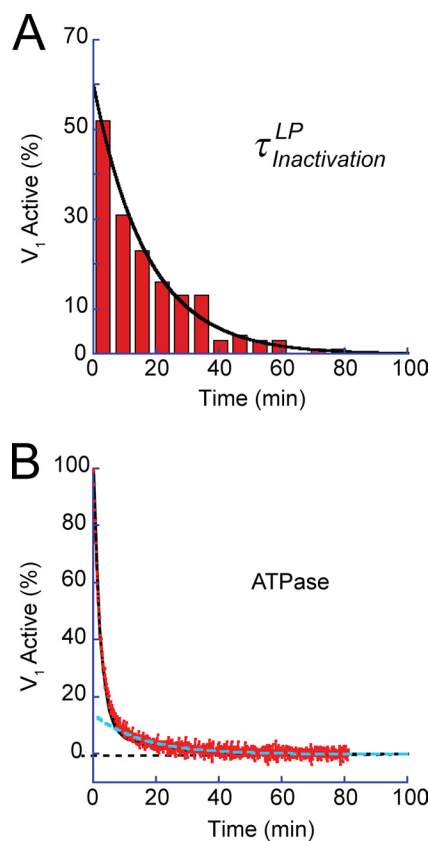 A
70
50
30
10
0
V₁ Active (%)
τ^LP_Inactivation
0 20 40 60 80 100
Time (min)
B
100
80
60
40
20
0
V₁ Active (%)
ATPase
0 20 40 60 80 100
Time (min)